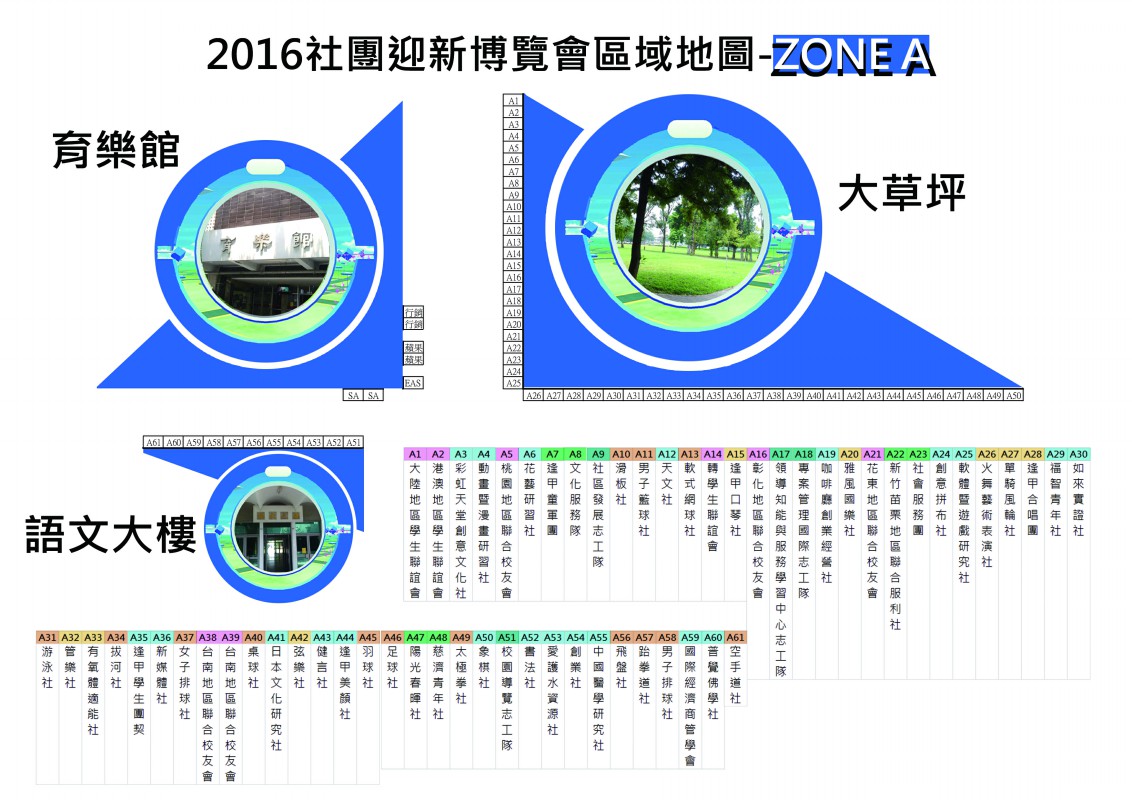 2016社團迎新博覽會區域地圖-ZONE A
育樂館
育樂館
行銷
行銷
蘋果
蘋果
EAS
SA SA
大草坪
A1
A2
A3
A4
A5
A6
A7
A8
A9
A10
A11
A12
A13
A14
A15
A16
A17
A18
A19
A20
A21
A22
A23
A24
A25
A26 A27 A28 A29 A30 A31 A32 A33 A34 A35 A36 A37 A38 A39 A40 A41 A42 A43 A44 A45 A46 A47 A48 A49 A50
A61 A60 A59 A58 A57 A56 A55 A54 A53 A52 A51
語文大樓
A1 大陸地區學生聯誼會
A2 港澳地區學生聯誼會
A3 彩虹天堂創意文化社
A4 動畫暨漫畫研習社
A5 桃園地區聯合校友會
A6 花藝研習社
A7 逢甲童軍團
A8 文化服務隊
A9 社區發展志工隊
A10 滑板社
A11 男子籃球社
A12 天文社
A13 軟式網球社
A14 轉學生聯誼會
A15 逢甲口琴社
A16 彰化地區聯合校友會
A17 領導知能與服務學習中心志工隊
A18 專案管理國際志工隊
A19 咖啡廳創業經營社
A20 雅風國樂社
A21 花東地區聯合校友會
A22 新竹苗栗地區聯合服利社
A23 社會服務團
A24 創意拼布社
A25 軟體暨遊戲研究社
A26 火舞藝術表演社
A27 單騎風輪社
A28 逢甲合唱團
A29 福智青年社
A30 如來實證社
A31 游泳社
A32 管樂社
A33 有氧體適能社
A34 拔河社
A35 逢甲學生團契
A36 新媒體社
A37 女子排球社
A38 台南地區聯合校友會
A39 台南地區聯合校友會
A40 桌球社
A41 日本文化研究社
A42 弦樂社
A43 健言社
A44 逢甲美顏社
A45 羽球社
A46 足球社
A47 陽光春暉社
A48 慈濟青年社
A49 太極拳社
A50 象棋社
A51 校園導覽志工隊
A52 書法社
A53 愛護水資源社
A54 創業社
A55 中國醫學研究社
A56 飛盤社
A57 跆拳道社
A58 男子排球社
A59 國際經濟商管學會
A60 普覺佛學社
A61 空手道社